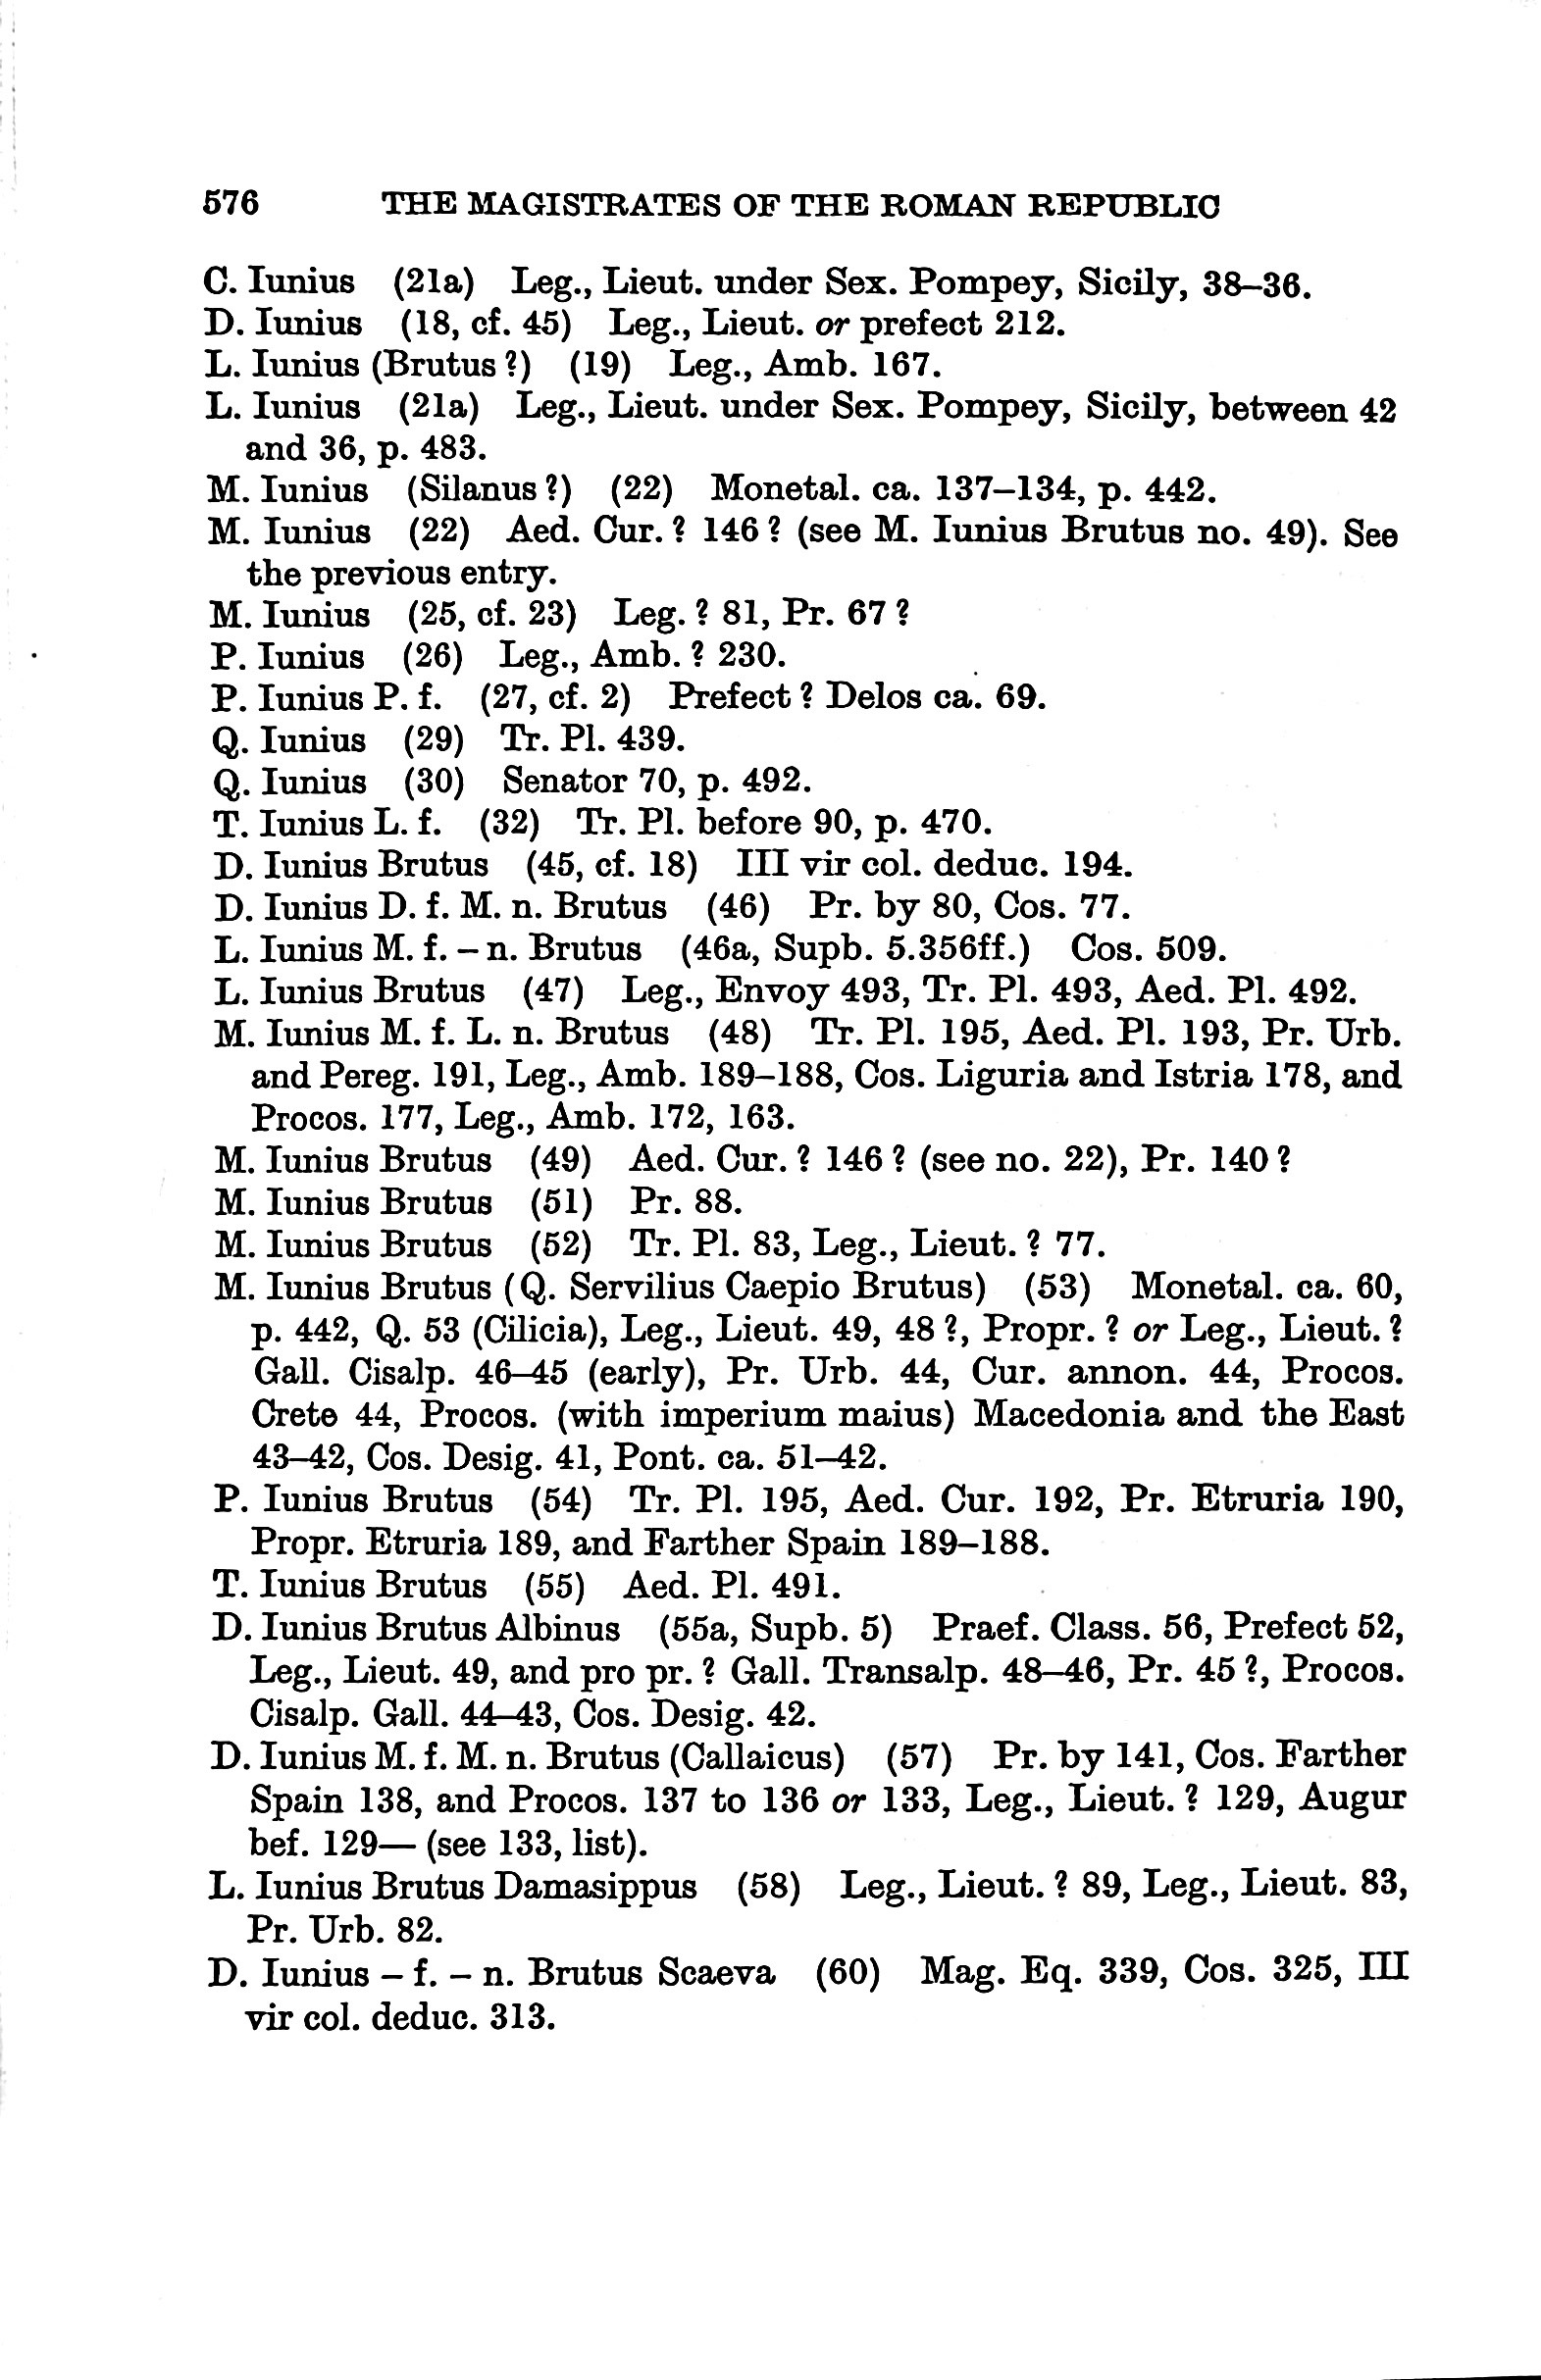 576 THE MAGISTRATES OF THE ROMAN REPUBLIC
C. Iunius (21a) Leg., Lieut. under Sex. Pompey, Sicily, 38–36.
D. Iunius (18, cf. 45) Leg., Lieut. or prefect 212.
L. Iunius (Brutus ?) (19) Leg., Amb. 167.
L. Iunius (21a) Leg., Lieut. under Sex. Pompey, Sicily, between 42
and 36, p. 483.
M. Iunius (Silanus ?) (22) Monetal. ca. 137–134, p. 442.
M. Iunius (22) Aed. Cur. ? 146 ? (see M. Iunius Brutus no. 49). See
the previous entry.
M. Iunius (25, cf. 23) Leg. ? 81, Pr. 67 ?
P. Iunius (26) Leg., Amb. ? 230.
P. Iunius P. f. (27, cf. 2) Prefect ? Delos ca. 69.
Q. Iunius (29) Tr. Pl. 439.
Q. Iunius (30) Senator 70, p. 492.
T. Iunius L. f. (32) Tr. Pl. before 90, p. 470.
D. Iunius Brutus (45, cf. 18) III vir col. deduc. 194.
D. Iunius D. f. M. n. Brutus (46) Pr. by 80, Cos. 77.
L. Iunius M. f. – n. Brutus (46a, Supb. 5.356ff.) Cos. 509.
L. Iunius Brutus (47) Leg., Envoy 493, Tr. Pl. 493, Aed. Pl. 492.
M. Iunius M. f. L. n. Brutus (48) Tr. Pl. 195, Aed. Pl. 193, Pr. Urb.
and Pereg. 191, Leg., Amb. 189–188, Cos. Liguria and Istria 178, and
Procos. 177, Leg., Amb. 172, 163.
M. Iunius Brutus (49) Aed. Cur. ? 146 ? (see no. 22), Pr. 140 ?
M. Iunius Brutus (51) Pr. 88.
M. Iunius Brutus (52) Tr. Pl. 83, Leg., Lieut. ? 77.
M. Iunius Brutus (Q. Servilius Caepio Brutus) (53) Monetal. ca. 60,
p. 442, Q. 53 (Cilicia), Leg., Lieut. 49, 48 ?, Propr. ? or Leg., Lieut. ?
Gall. Cisalp. 46–45 (early), Pr. Urb. 44, Cur. annon. 44, Procos.
Crete 44, Procos. (with imperium maius) Macedonia and the East
43–42, Cos. Desig. 41, Pont. ca. 51–42.
P. Iunius Brutus (54) Tr. Pl. 195, Aed. Cur. 192, Pr. Etruria 190,
Propr. Etruria 189, and Farther Spain 189–188.
T. Iunius Brutus (55) Aed. Pl. 491.
D. Iunius Brutus Albinus (55a, Supb. 5) Praef. Class. 56, Prefect 52,
Leg., Lieut. 49, and pro pr. ? Gall. Transalp. 48–46, Pr. 45 ?, Procos.
Cisalp. Gall. 44–43, Cos. Desig. 42.
D. Iunius M. f. M. n. Brutus (Callaicus) (57) Pr. by 141, Cos. Farther
Spain 138, and Procos. 137 to 136 or 133, Leg., Lieut. ? 129, Augur
bef. 129— (see 133, list).
L. Iunius Brutus Damasippus (58) Leg., Lieut. ? 89, Leg., Lieut. 83,
Pr. Urb. 82.
D. Iunius – f. – n. Brutus Scaeva (60) Mag. Eq. 339, Cos. 325, III
vir col. deduc. 313.